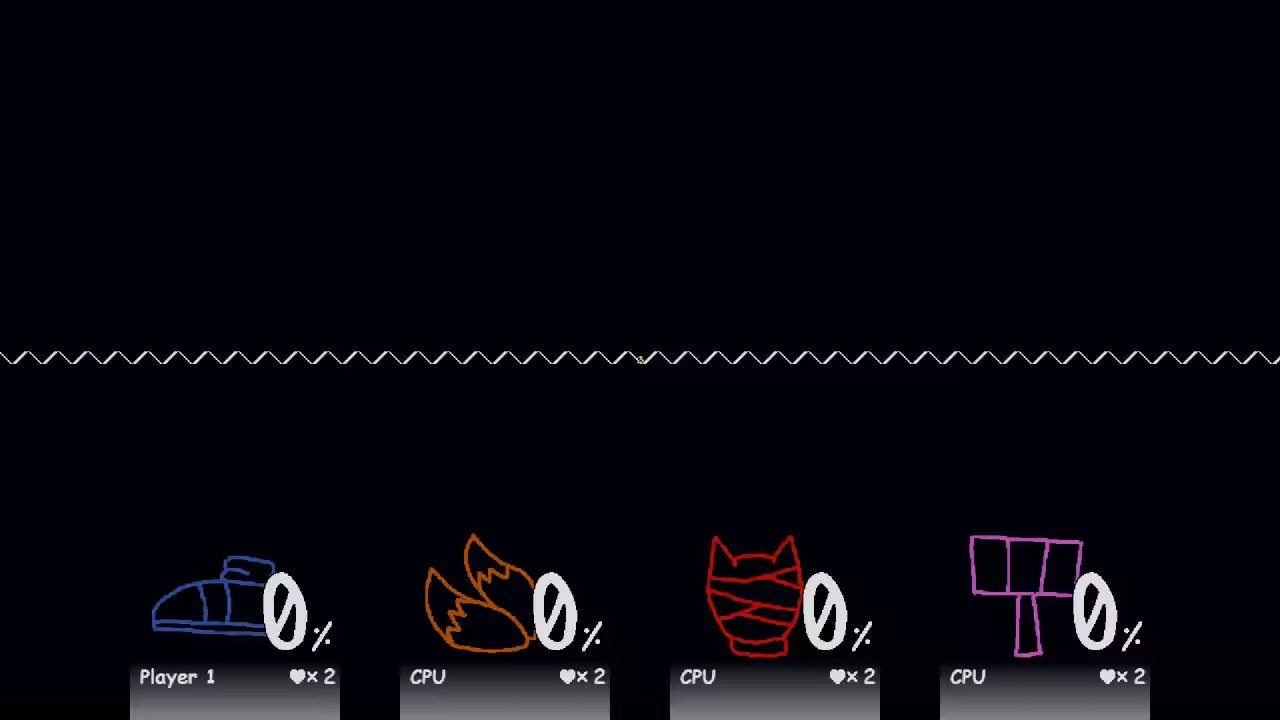 0% 0% 0% 0%
Player 1 ♥× 2 CPU ♥× 2 CPU ♥× 2 CPU ♥× 2